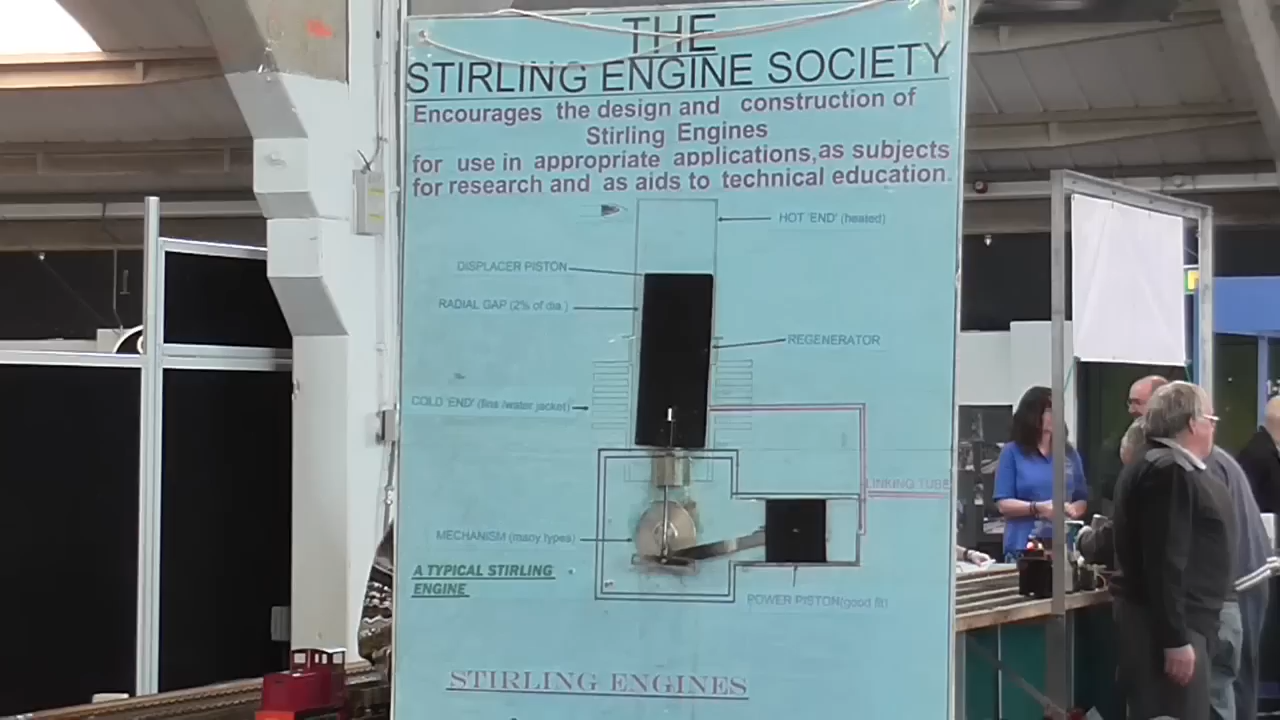 THE
STIRLING ENGINE SOCIETY
Encourages the design and construction of
Stirling Engines
for use in appropriate applications,as subjects
for research and as aids to technical education.
HOT 'END' (heated)
DISPLACER PISTON
RADIAL GAP (2% of dia )
REGENERATOR
COLD 'END' (fins /water jacket)
LINKING TUBE
MECHANISM (many types)
A TYPICAL STIRLING
ENGINE
POWER PISTON(good fit)
STIRLING ENGINES